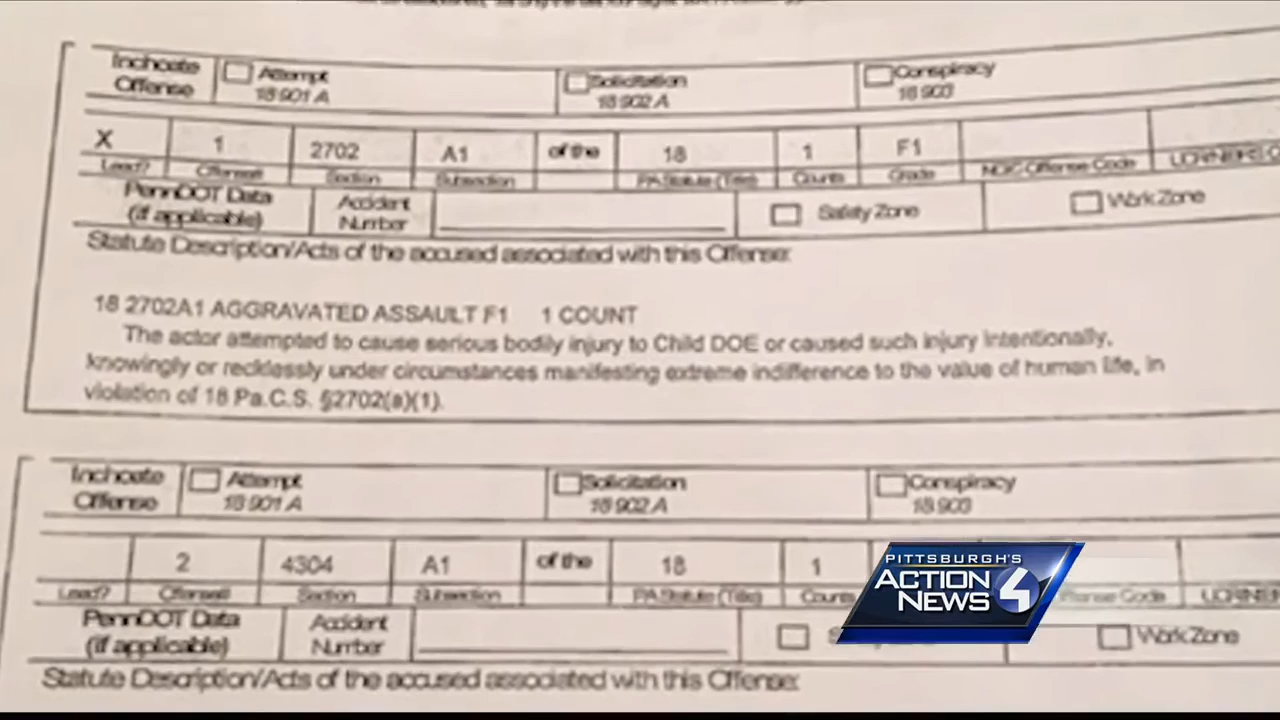 Inchoate Offense
Attempt 18 901 A
Solicitation 18 902 A
Conspiracy 18 903
X 1 2702 A1 of the 18 1 F1
Lead? Offense# Section Subsection PA Statute (Title) Counts Grade NCIC Offense Code
PennDOT Data (if applicable)
Accident Number
Safety Zone
Work Zone
Statute Description/Acts of the accused associated with this Offense:
18 2702A1 AGGRAVATED ASSAULT F1 1 COUNT
The actor attempted to cause serious bodily injury to Child DOE or caused such injury intentionally,
knowingly or recklessly under circumstances manifesting extreme indifference to the value of human life, in
violation of 18 Pa.C.S. §2702(a)(1).
Inchoate Offense
Attempt 18 901 A
Solicitation 18 902 A
Conspiracy 18 903
2 4304 A1 of the 18 1
Lead? Offense# Section Subsection PA Statute (Title) Counts Offense Code
PennDOT Data (if applicable)
Accident Number
Work Zone
Statute Description/Acts of the accused associated with this Offense:
PITTSBURGH'S
ACTION
NEWS 4